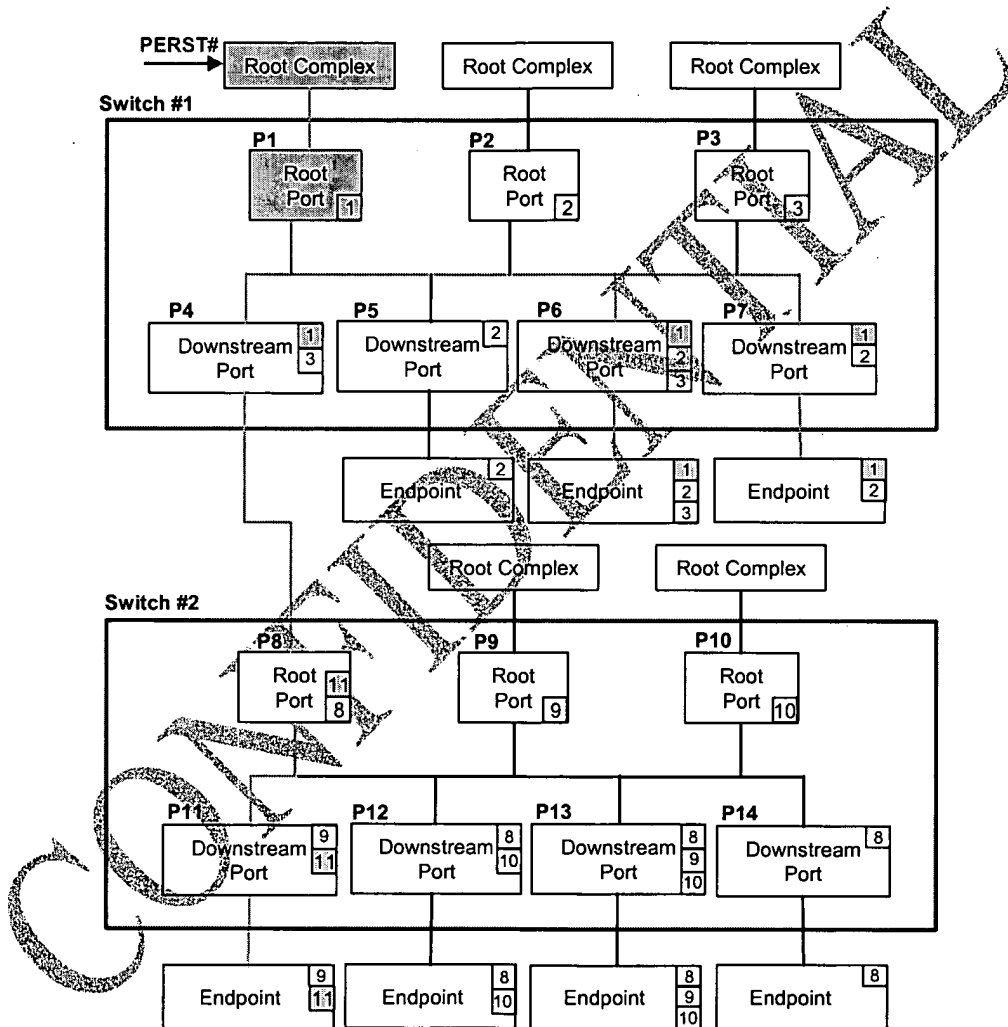 PERST#
Root Complex
Root Complex
Root Complex
Switch #1
P1
Root
Port
1
P2
Root
Port
2
P3
Root
Port
3
P4
Downstream
Port
1
3
P5
Downstream
Port
2
P6
Downstream
Port
1
2
3
P7
Downstream
Port
1
2
Endpoint
2
Endpoint
1
2
3
Endpoint
1
2
Root Complex
Root Complex
Switch #2
P8
Root
Port
11
8
P9
Root
Port
9
P10
Root
Port
10
P11
Downstream
Port
9
11
P12
Downstream
Port
8
10
P13
Downstream
Port
8
9
10
P14
Downstream
Port
8
Endpoint
9
11
Endpoint
8
10
Endpoint
8
9
10
Endpoint
8
CONFIDENTIAL